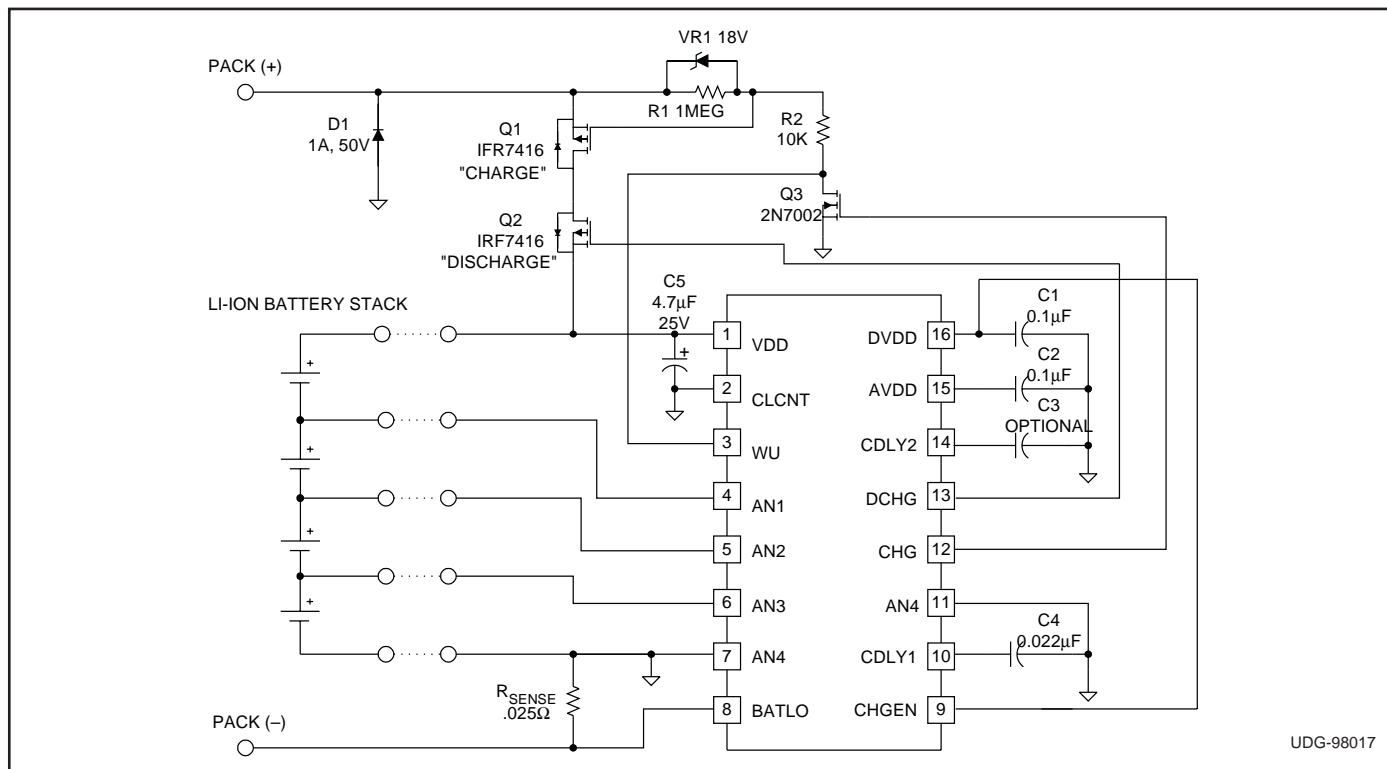 VR1 18V
PACK (+)
R1 1MEG
D1
1A, 50V
Q1
IFR7416
"CHARGE"
R2
10K
Q3
2N7002
Q2
IRF7416
"DISCHARGE"
LI-ION BATTERY STACK
C5
4.7µF
25V
+
1
VDD
2
CLCNT
3
WU
4
AN1
5
AN2
6
AN3
7
AN4
8
BATLO
16
DVDD
15
AVDD
14
CDLY2
13
DCHG
12
CHG
11
AN4
10
CDLY1
9
CHGEN
C1
0.1µF
C2
0.1µF
C3
OPTIONAL
C4
0.022µF
+
+
+
+
RSENSE
.025Ω
PACK (–)
UDG-98017